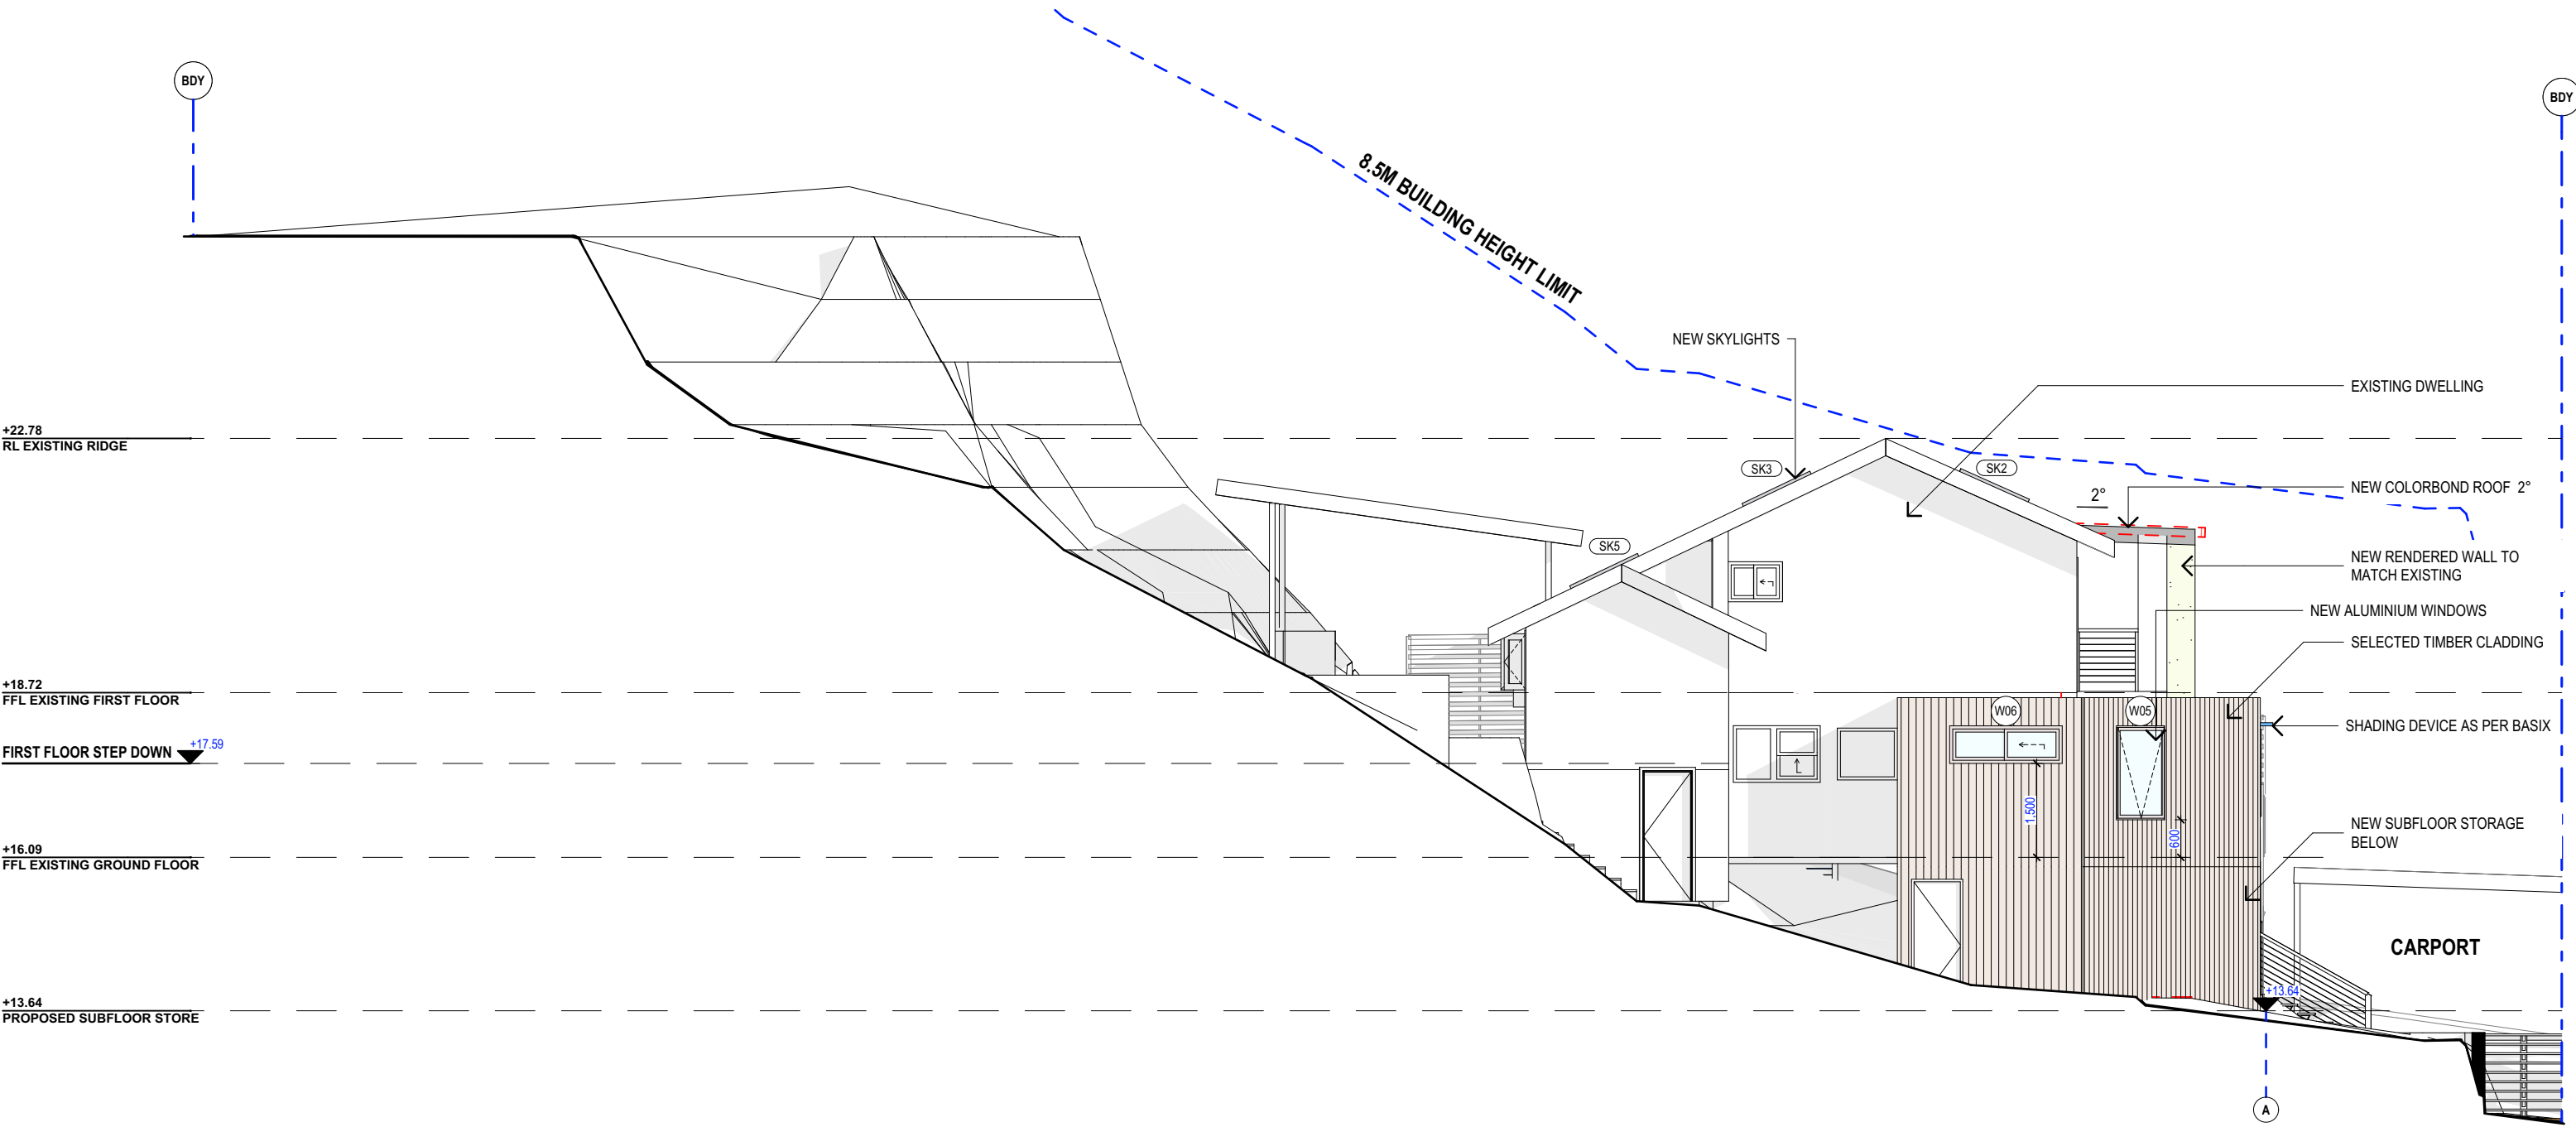 BDY
BDY
8.5M BUILDING HEIGHT LIMIT
NEW SKYLIGHTS
EXISTING DWELLING
+22.78
RL EXISTING RIDGE
SK3
SK2
2°
NEW COLORBOND ROOF 2°
SK5
NEW RENDERED WALL TO
MATCH EXISTING
NEW ALUMINIUM WINDOWS
SELECTED TIMBER CLADDING
+18.72
FFL EXISTING FIRST FLOOR
W06
W05
SHADING DEVICE AS PER BASIX
FIRST FLOOR STEP DOWN
+17.59
1,500
600
NEW SUBFLOOR STORAGE
BELOW
+16.09
FFL EXISTING GROUND FLOOR
CARPORT
+13.64
PROPOSED SUBFLOOR STORE
+13.64
A